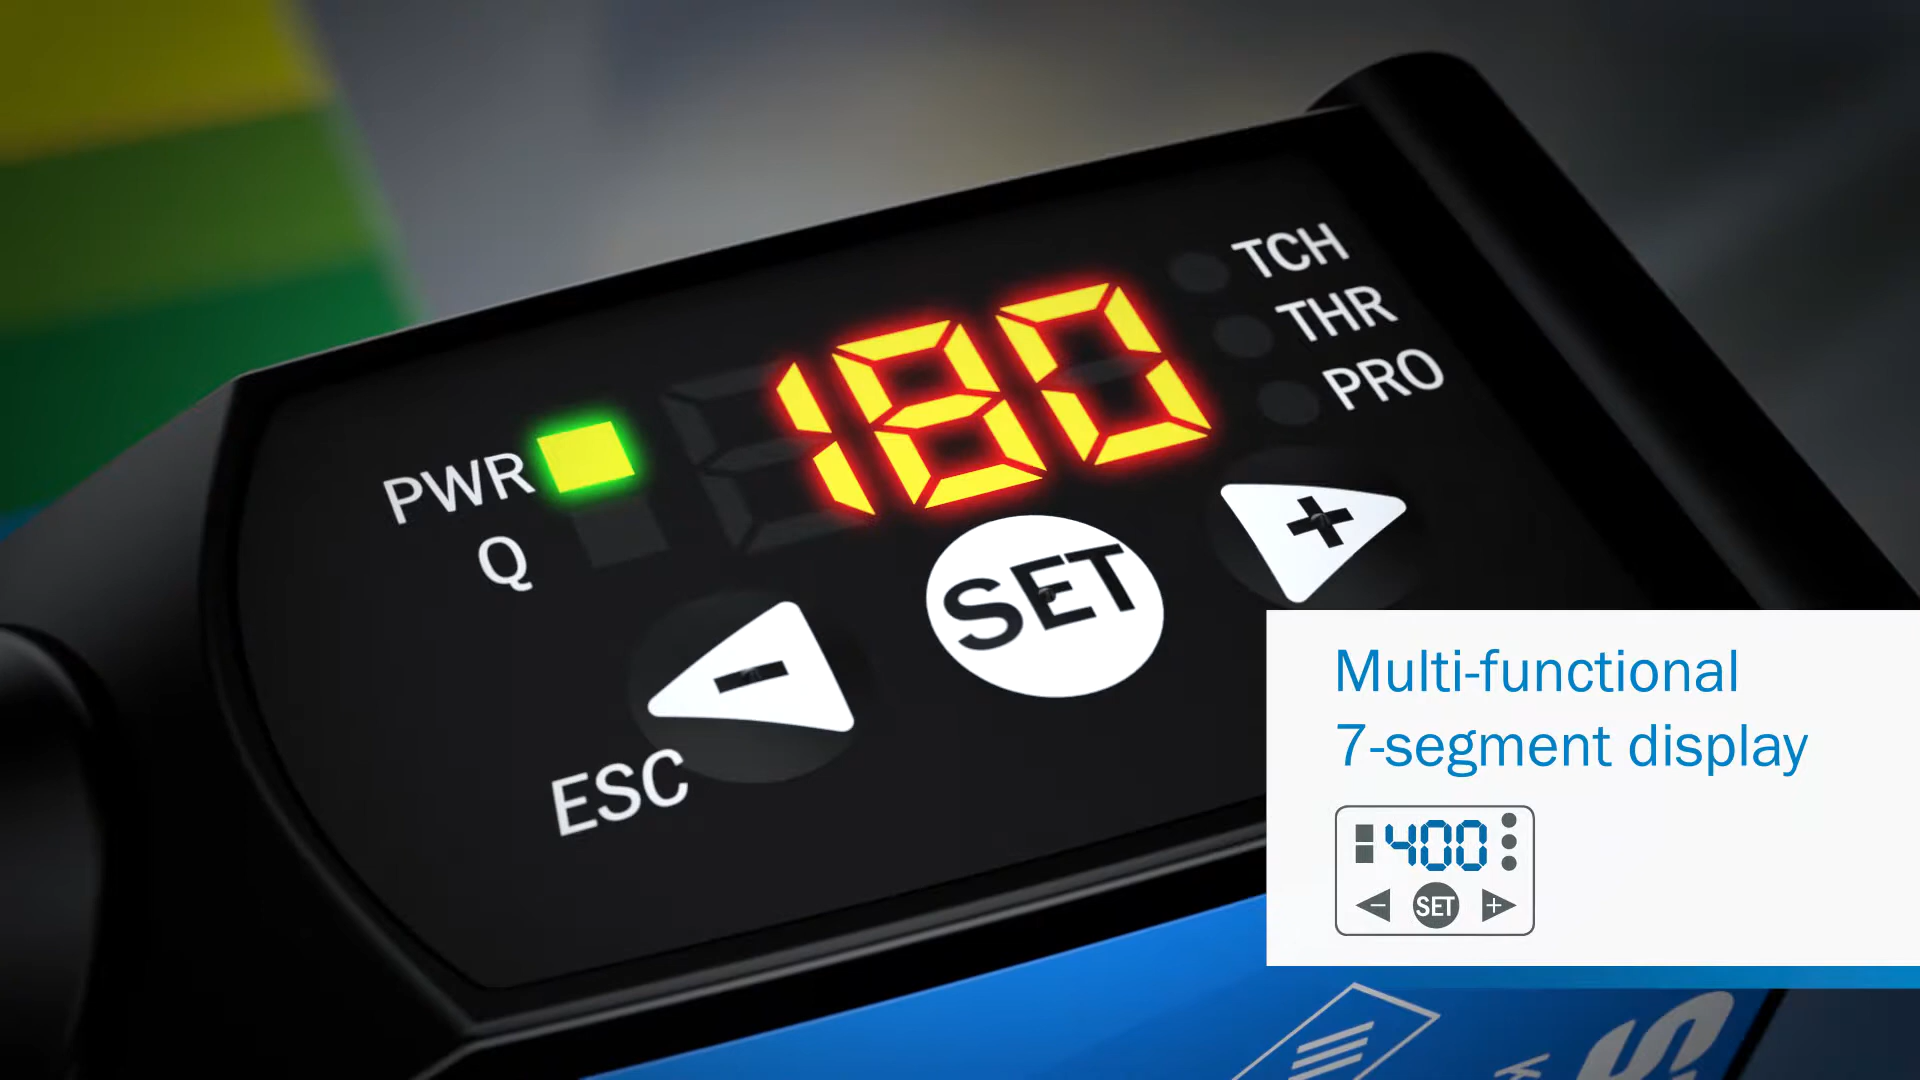 TCH
THR
PRO
180
PWR
Q
+
SET
-
ESC
Multi-functional
7-segment display
400
- SET +